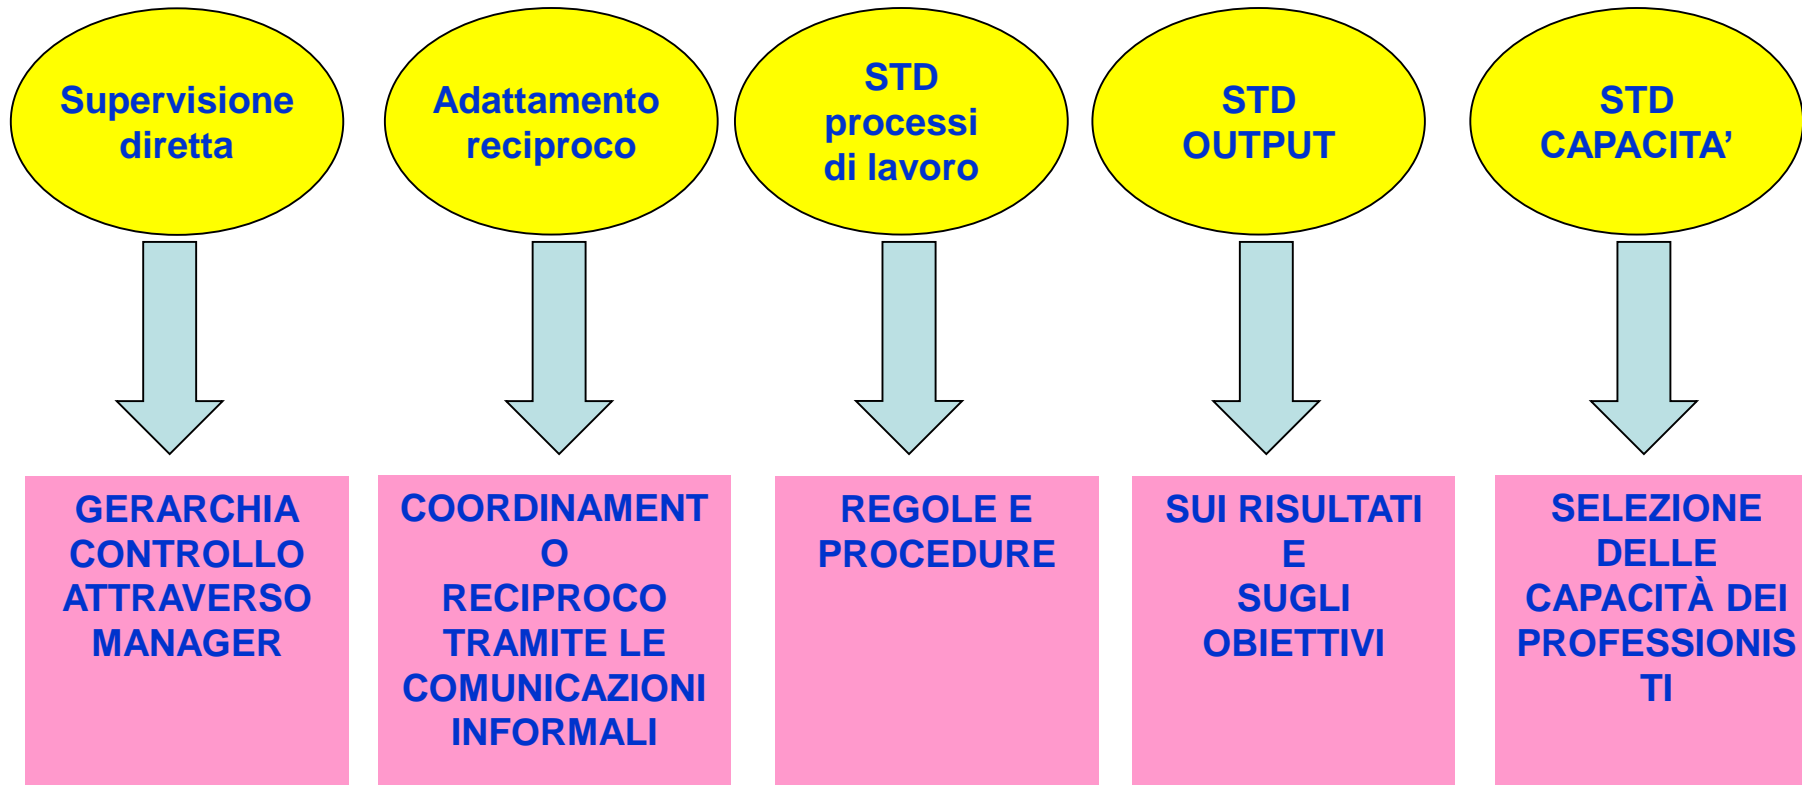 Supervisione
diretta
Adattamento
reciproco
STD
processi
di lavoro
STD
OUTPUT
STD
CAPACITA’
GERARCHIA
CONTROLLO
ATTRAVERSO
MANAGER
COORDINAMENT
O
RECIPROCO
TRAMITE LE
COMUNICAZIONI
INFORMALI
REGOLE E
PROCEDURE
SUI RISULTATI
E
SUGLI
OBIETTIVI
SELEZIONE
DELLE
CAPACITÀ DEI
PROFESSIONIS
TI